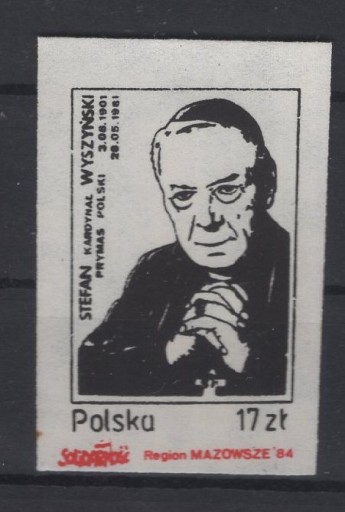 STEFAN KARDYNAŁ WYSZYŃSKI
PRYMAS POLSKI 3.08.1901
28.05.1981
Polska 17 zł
SOLIDARNOŚĆ Region MAZOWSZE '84